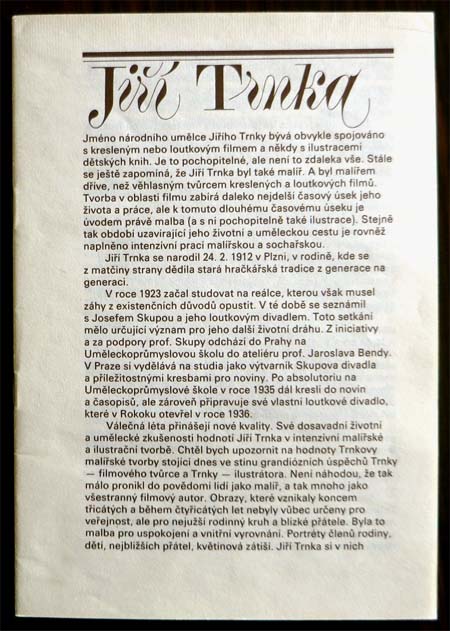 Jiří Trnka
Jméno národního umělce Jiřího Trnky bývá obvykle spojováno
s kresleným nebo loutkovým filmem a někdy s ilustracemi
dětských knih. Je to pochopitelné, ale není to zdaleka vše. Stále
se ještě zapomíná, že Jiří Trnka byl také malíř. A byl malířem
dříve, než věhlasným tvůrcem kreslených a loutkových filmů.
Tvorba v oblasti filmu zabírá daleko nejdelší časový úsek jeho
života a práce, ale k tomuto dlouhému časovému úseku je
úvodem právě malba (a s ní pochopitelně také ilustrace). Stejně
tak období uzavírající jeho životní a uměleckou cestu je rovněž
naplněno intenzívní prací malířskou a sochařskou.
Jiří Trnka se narodil 24. 2. 1912 v Plzni, v rodině, kde se
z matčiny strany dědila stará hračkářská tradice z generace na
generaci.
V roce 1923 začal studovat na reálce, kterou však musel
záhy z existenčních důvodů opustit. V té době se seznámil
s Josefem Skupou a jeho loutkovým divadlem. Toto setkání
mělo určující význam pro jeho další životní dráhu. Z iniciativy
a za podpory prof. Skupy odchází do Prahy na
Uměleckoprůmyslovou školu do ateliéru prof. Jaroslava Bendy.
V Praze si vydělává na studia jako výtvarník Skupova divadla
a příležitostnými kresbami pro noviny. Po absolutoriu na
Uměleckoprůmyslové škole v roce 1935 dál kreslí do novin
a časopisů, ale zároveň připravuje své vlastní loutkové divadlo,
které v Rokoku otevřel v roce 1936.
Válečná léta přinášejí nové kvality. Své dosavadní životní
a umělecké zkušenosti hodnotí Jiří Trnka v intenzívní malířské
a ilustrační tvorbě. Chtěl bych upozornit na hodnoty Trnkovy
malířské tvorby stojící dnes ve stínu grandiózních úspěchů Trnky
— filmového tvůrce a Trnky — ilustrátora. Není náhodou, že tak
málo pronikl do povědomí lidí jako malíř, a tak mnoho jako
všestranný filmový autor. Obrazy, které vznikaly koncem
třicátých a během čtyřicátých let nebyly vůbec určeny pro
veřejnost, ale pro nejužší rodinný kruh a blízké přátele. Byla to
malba pro uspokojení a vnitřní vyrovnání. Portréty členů rodiny,
dětí, nejbližších přátel, květinová zátiší. Jiří Trnka si v nich